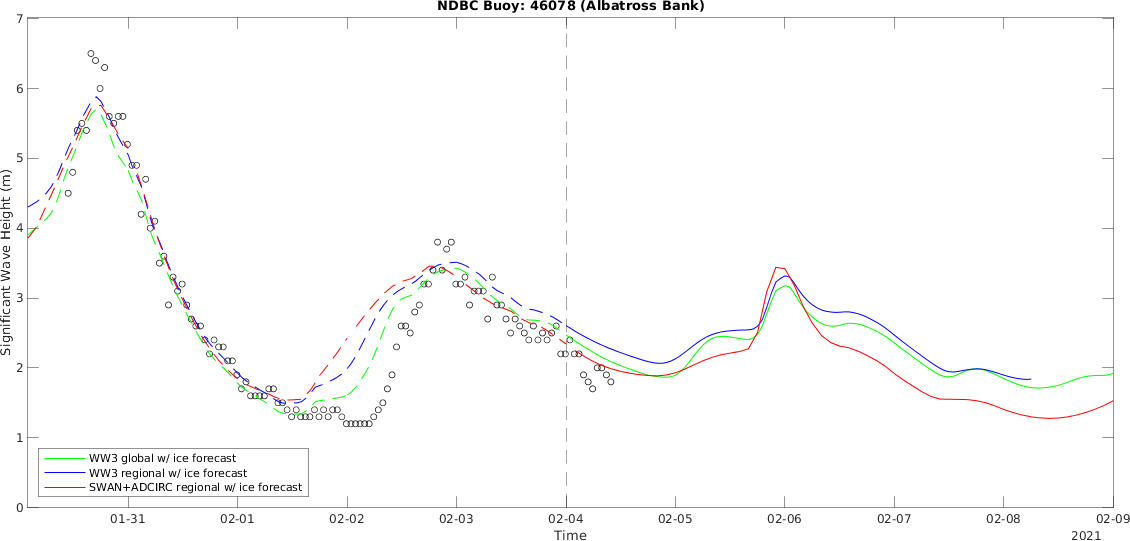 NDBC Buoy: 46078 (Albatross Bank)
7
6
5
4
3
2
1
0
Significant Wave Height (m)
WW3 global w/ ice forecast
WW3 regional w/ ice forecast
SWAN+ADCIRC regional w/ ice forecast
01-31 02-01 02-02 02-03 02-04 02-05 02-06 02-07 02-08 02-09
Time
2021